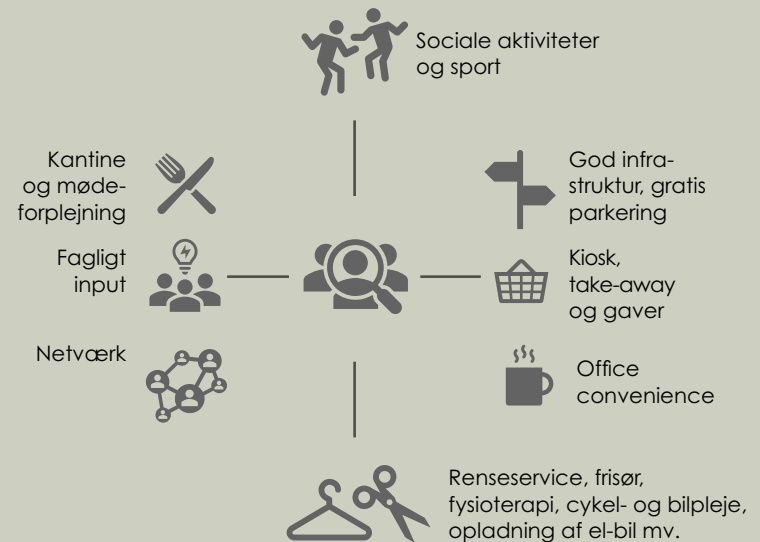 Sociale aktiviteter
og sport
Kantine
og møde-
forplejning
God infra-
struktur, gratis
parkering
Fagligt
input
Kiosk,
take-away
og gaver
Netværk
Office
convenience
Renseservice, frisør,
fysioterapi, cykel- og bilpleje,
opladning af el-bil mv.